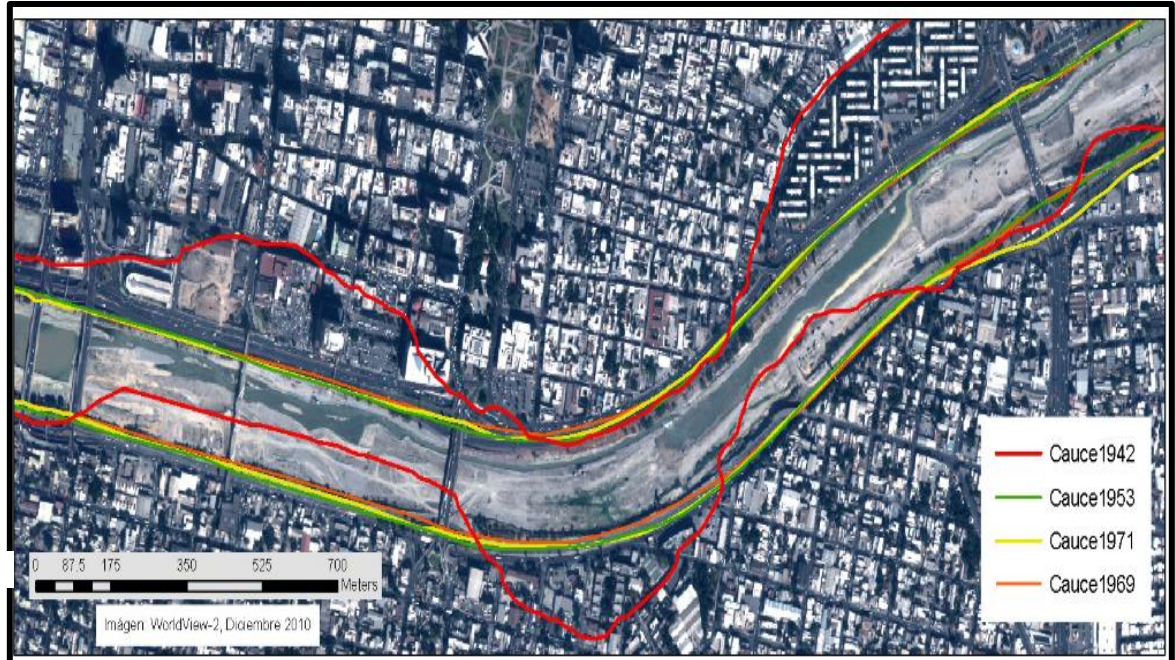 Cauce1942
Cauce1953
Cauce1971
Cauce1969
0 87.5 175 350 525 700
Meters
Imágen: WorldView-2, Diciembre 2010